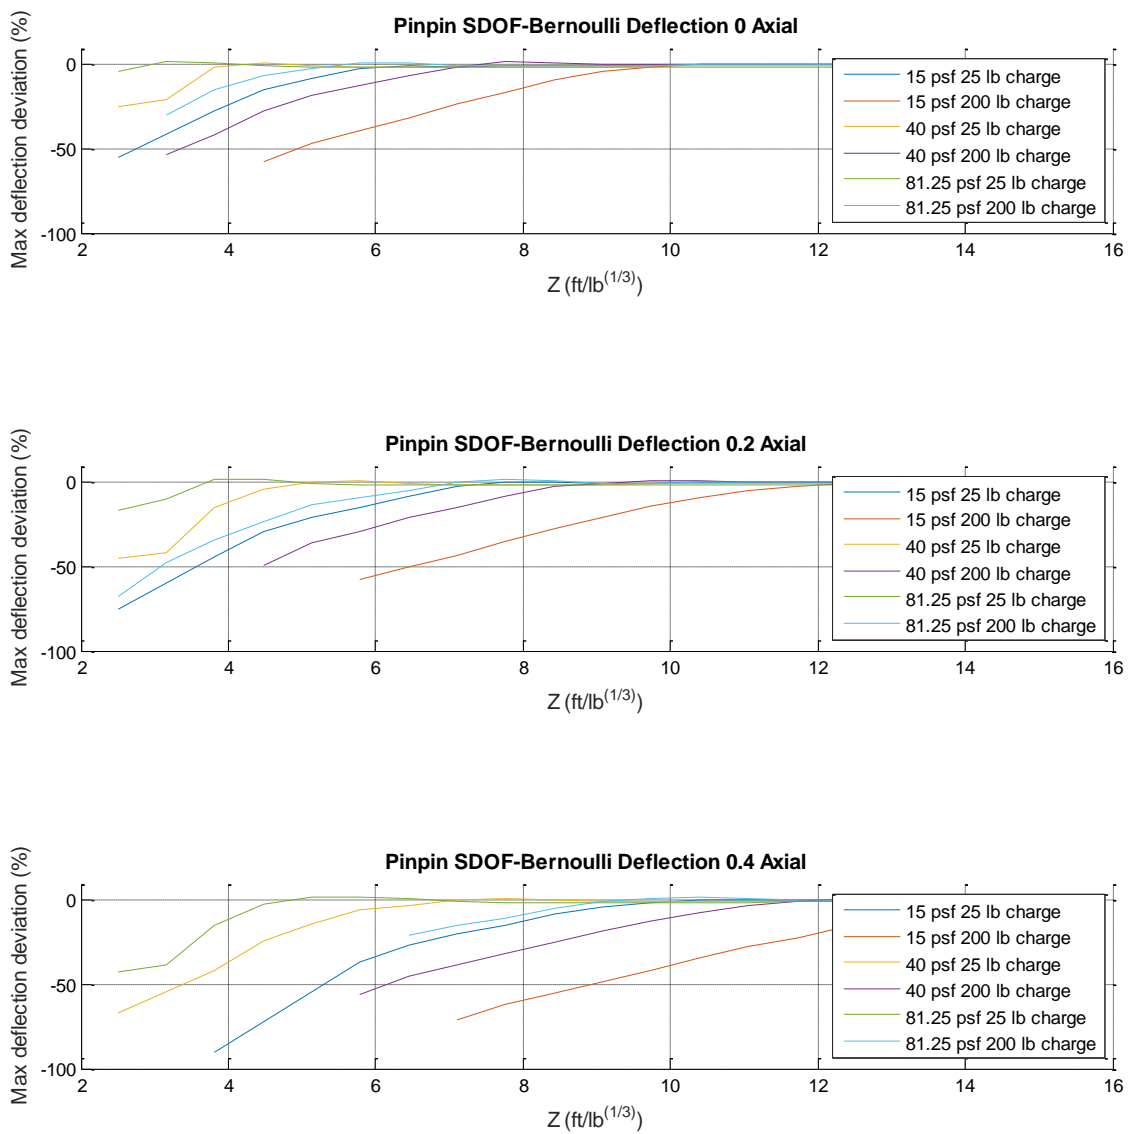 Pinpin SDOF-Bernoulli Deflection 0 Axial
Max deflection deviation (%)
0
-50
-100
2 4 6 8 10 12 14 16
Z (ft/lb^(1/3))
15 psf 25 lb charge
15 psf 200 lb charge
40 psf 25 lb charge
40 psf 200 lb charge
81.25 psf 25 lb charge
81.25 psf 200 lb charge
Pinpin SDOF-Bernoulli Deflection 0.2 Axial
Max deflection deviation (%)
0
-50
-100
2 4 6 8 10 12 14 16
Z (ft/lb^(1/3))
15 psf 25 lb charge
15 psf 200 lb charge
40 psf 25 lb charge
40 psf 200 lb charge
81.25 psf 25 lb charge
81.25 psf 200 lb charge
Pinpin SDOF-Bernoulli Deflection 0.4 Axial
Max deflection deviation (%)
0
-50
-100
2 4 6 8 10 12 14 16
Z (ft/lb^(1/3))
15 psf 25 lb charge
15 psf 200 lb charge
40 psf 25 lb charge
40 psf 200 lb charge
81.25 psf 25 lb charge
81.25 psf 200 lb charge